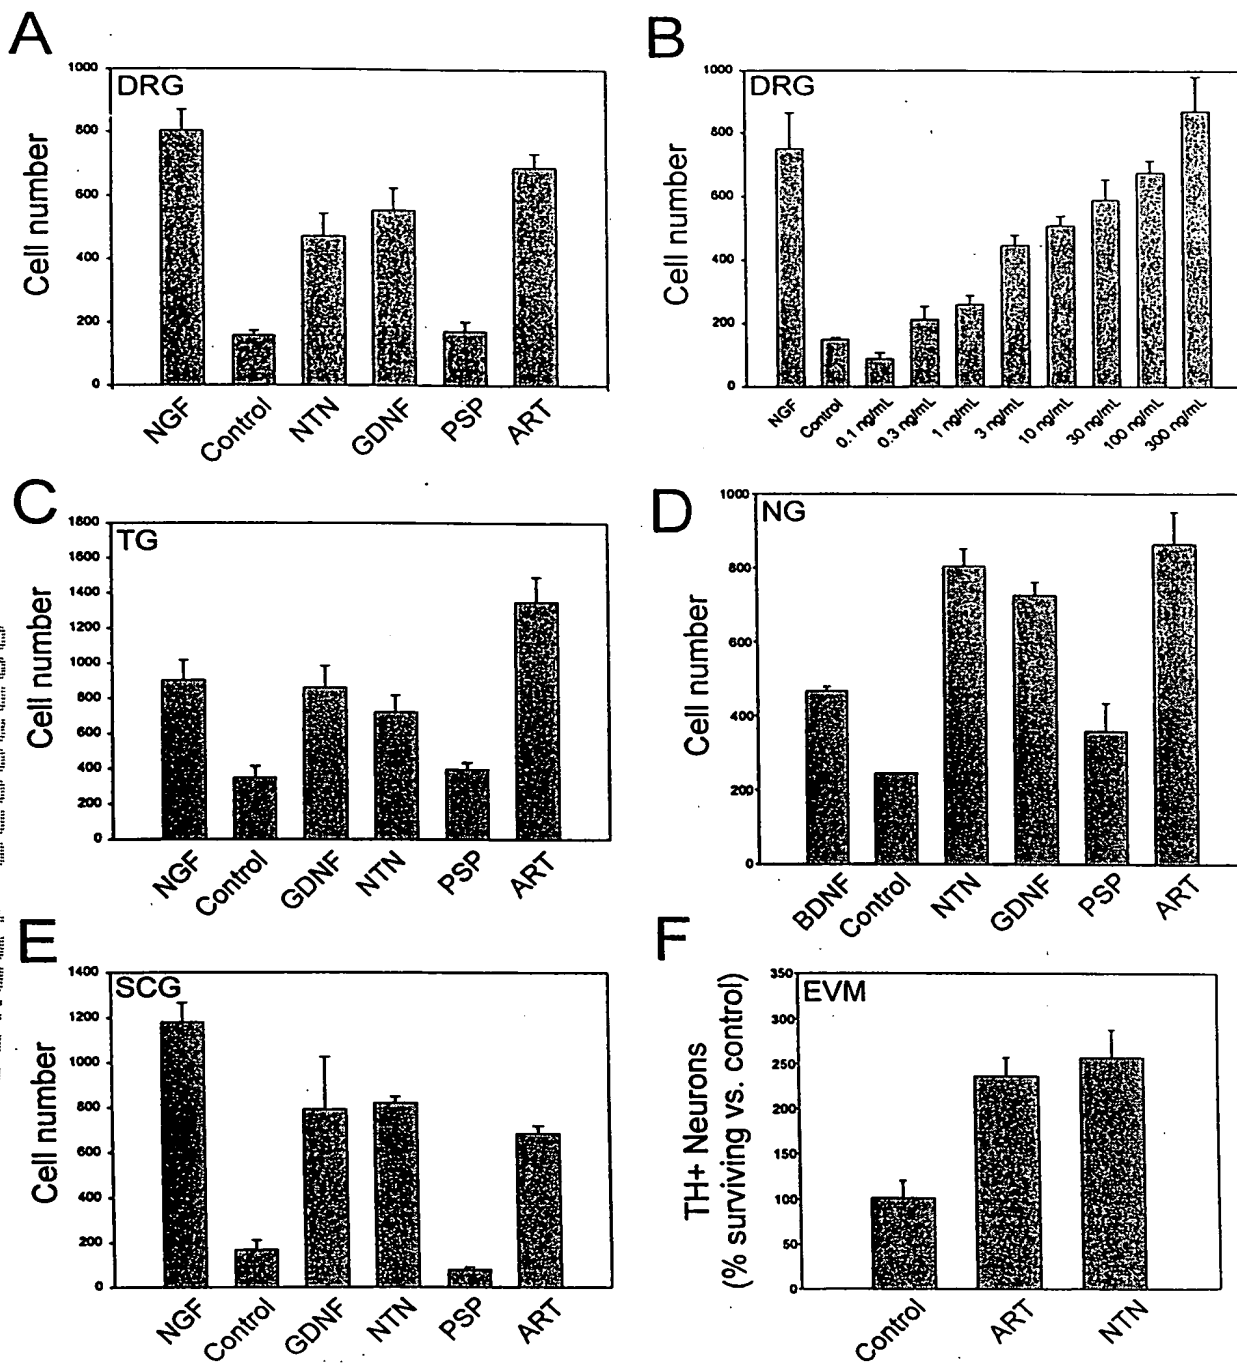 A
DRG
Cell number
1000
800
600
400
200
0
NGF
Control
NTN
GDNF
PSP
ART
B
DRG
Cell number
1000
800
600
400
200
0
NGF
Control
0.1 ng/mL
0.3 ng/mL
1 ng/mL
3 ng/mL
10 ng/mL
30 ng/mL
100 ng/mL
300 ng/mL
C
TG
Cell number
1800
1600
1400
1200
1000
800
600
400
200
0
NGF
Control
GDNF
NTN
PSP
ART
D
NG
Cell number
1000
800
600
400
200
0
BDNF
Control
NTN
GDNF
PSP
ART
E
SCG
Cell number
1400
1200
1000
800
600
400
200
0
NGF
Control
GDNF
NTN
PSP
ART
F
EVM
TH+ Neurons
(% surviving vs. control)
350
300
250
200
150
100
50
0
Control
ART
NTN